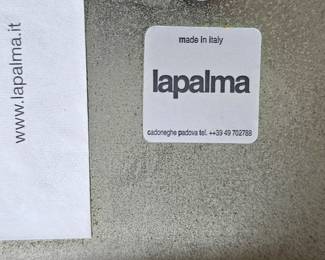 www.lapalma.it
made in italy
lapalma
cadoneghe padova tel. ++39 49 702788